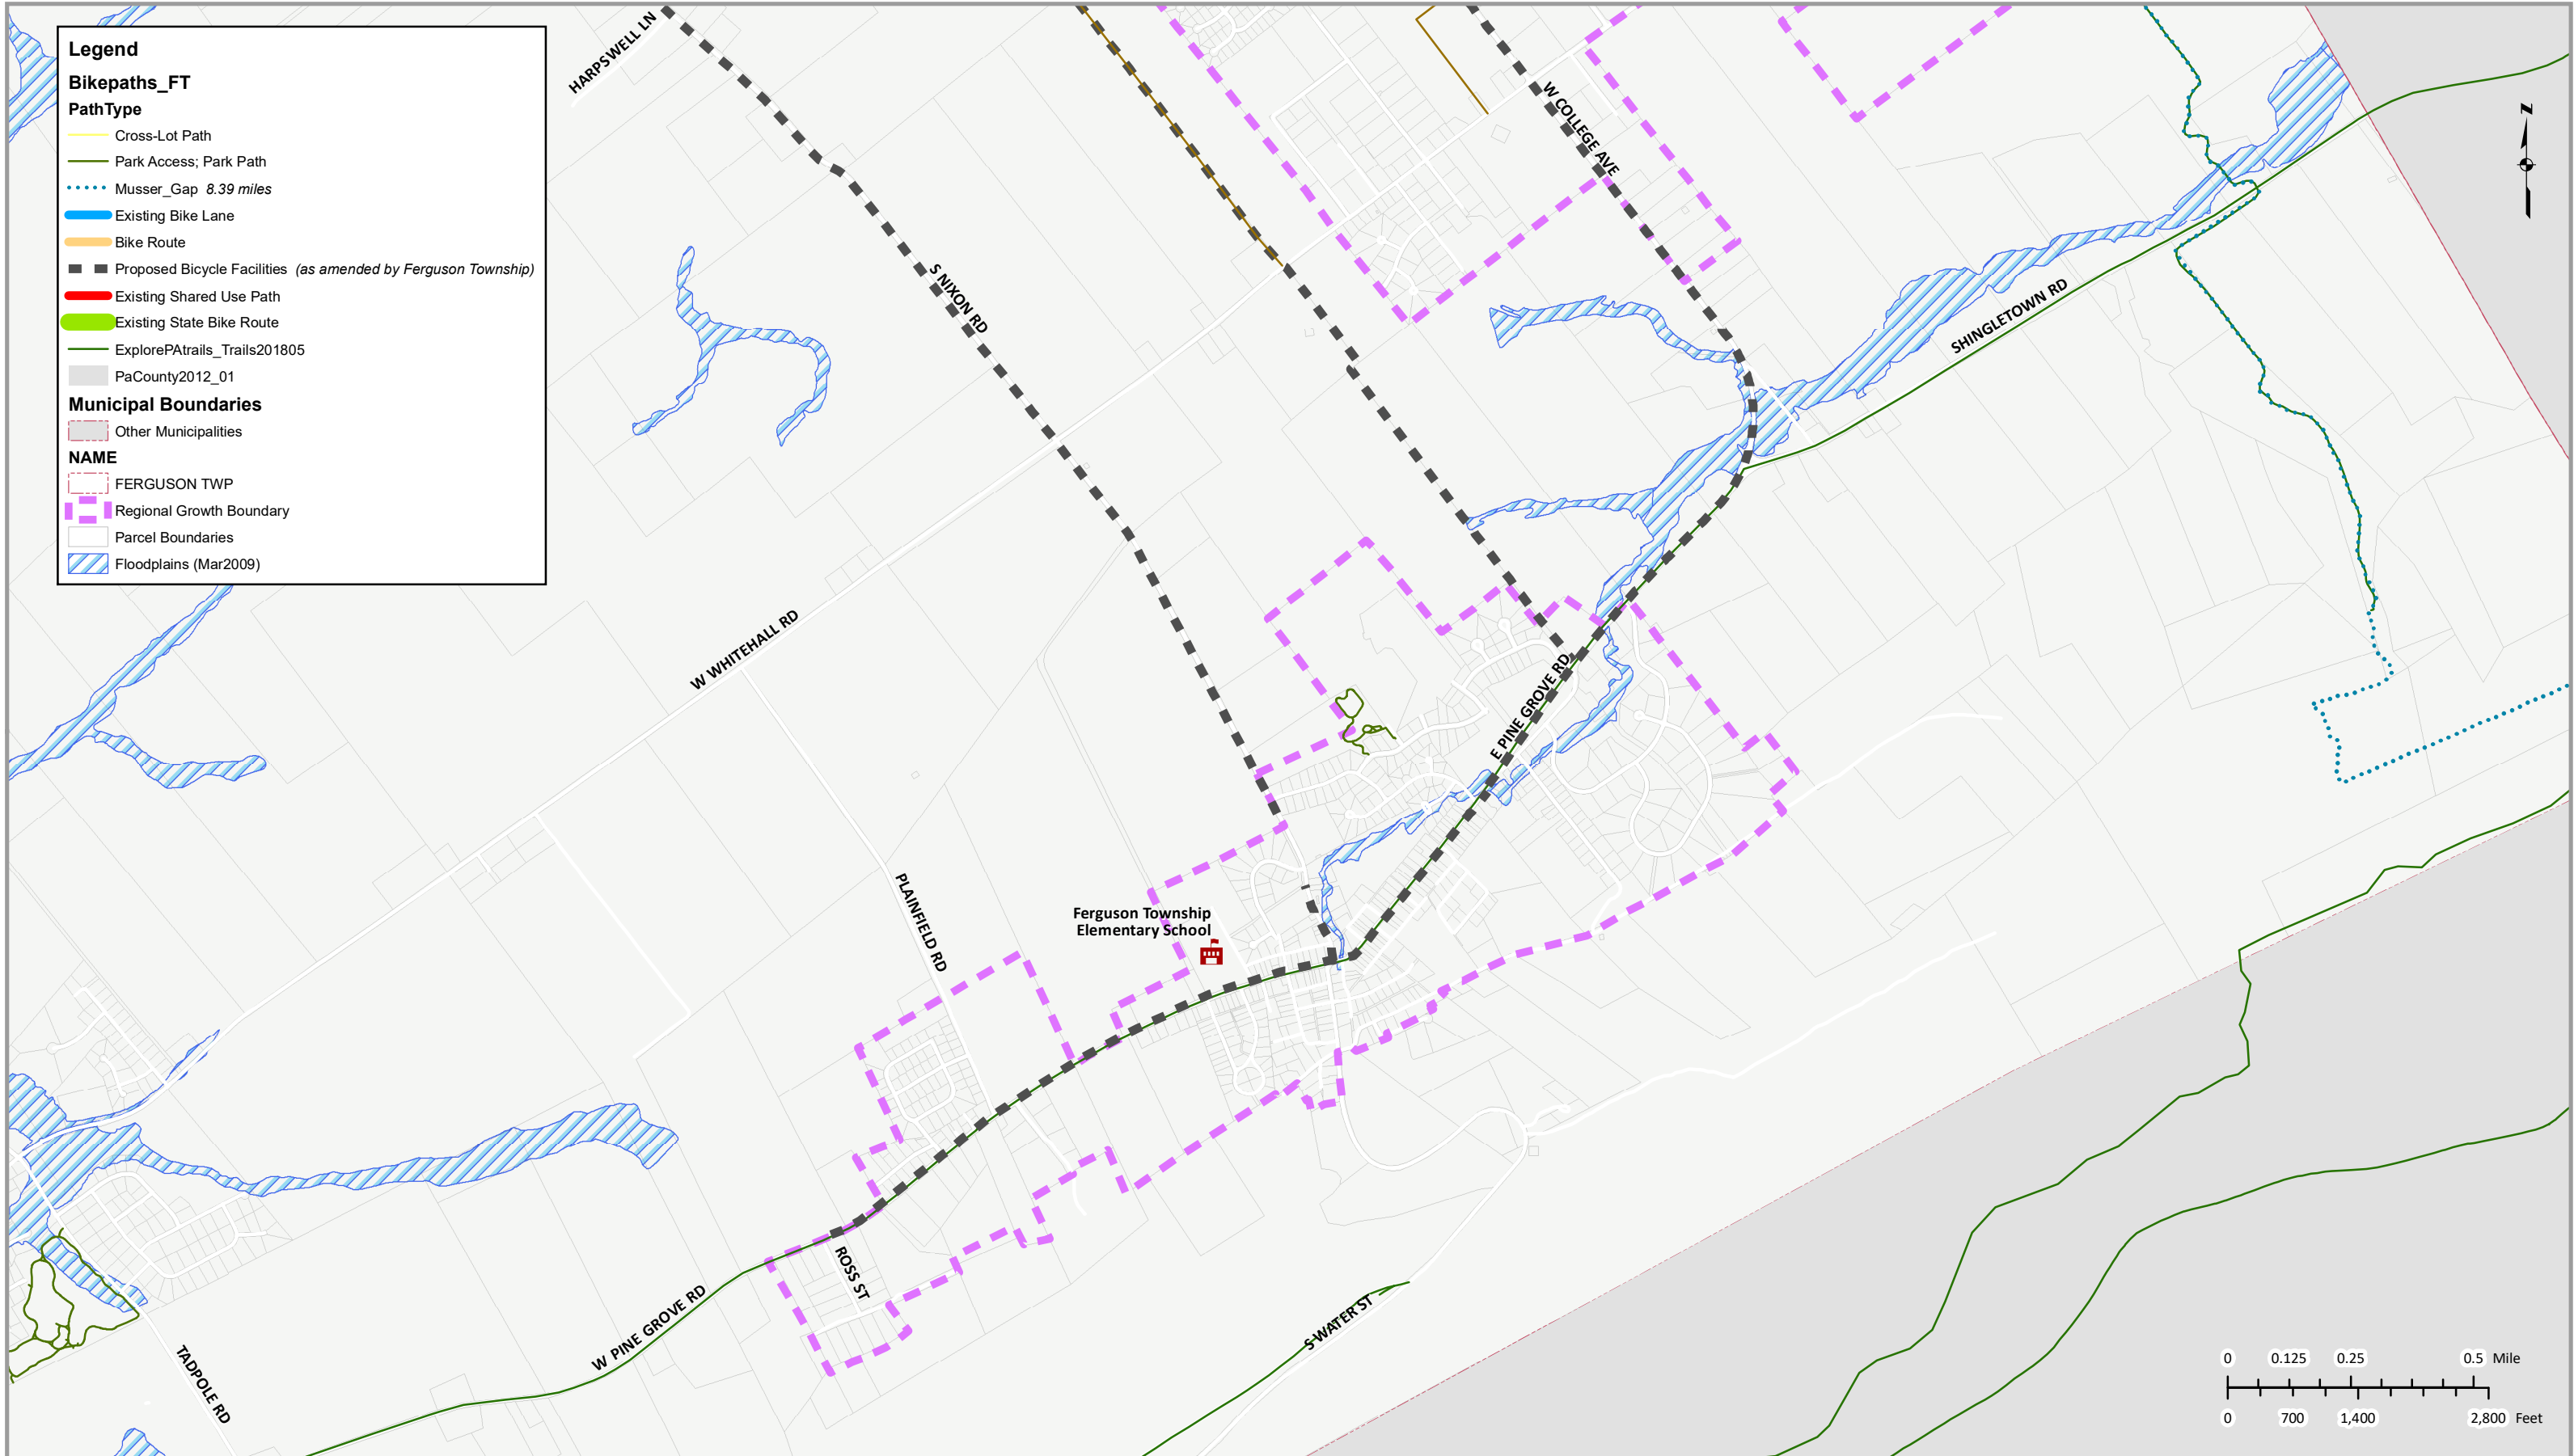 Legend
Bikepaths_FT
PathType
Cross-Lot Path
Park Access; Park Path
Musser_Gap 8.39 miles
Existing Bike Lane
Bike Route
Proposed Bicycle Facilities (as amended by Ferguson Township)
Existing Shared Use Path
Existing State Bike Route
ExplorePAtrails_Trails201805
PaCounty2012_01
Municipal Boundaries
Other Municipalities
NAME
FERGUSON TWP
Regional Growth Boundary
Parcel Boundaries
Floodplains (Mar2009)
HARPSWELL LN
W COLLEGE AVE
N
S NIXON RD
SHINGLETOWN RD
W WHITEHALL RD
E PINE GROVE RD
PLAINFIELD RD
Ferguson Township
Elementary School
ROSS ST
W PINE GROVE RD
S WATER ST
TADPOLE RD
0 0.125 0.25 0.5 Mile
0 700 1,400 2,800 Feet